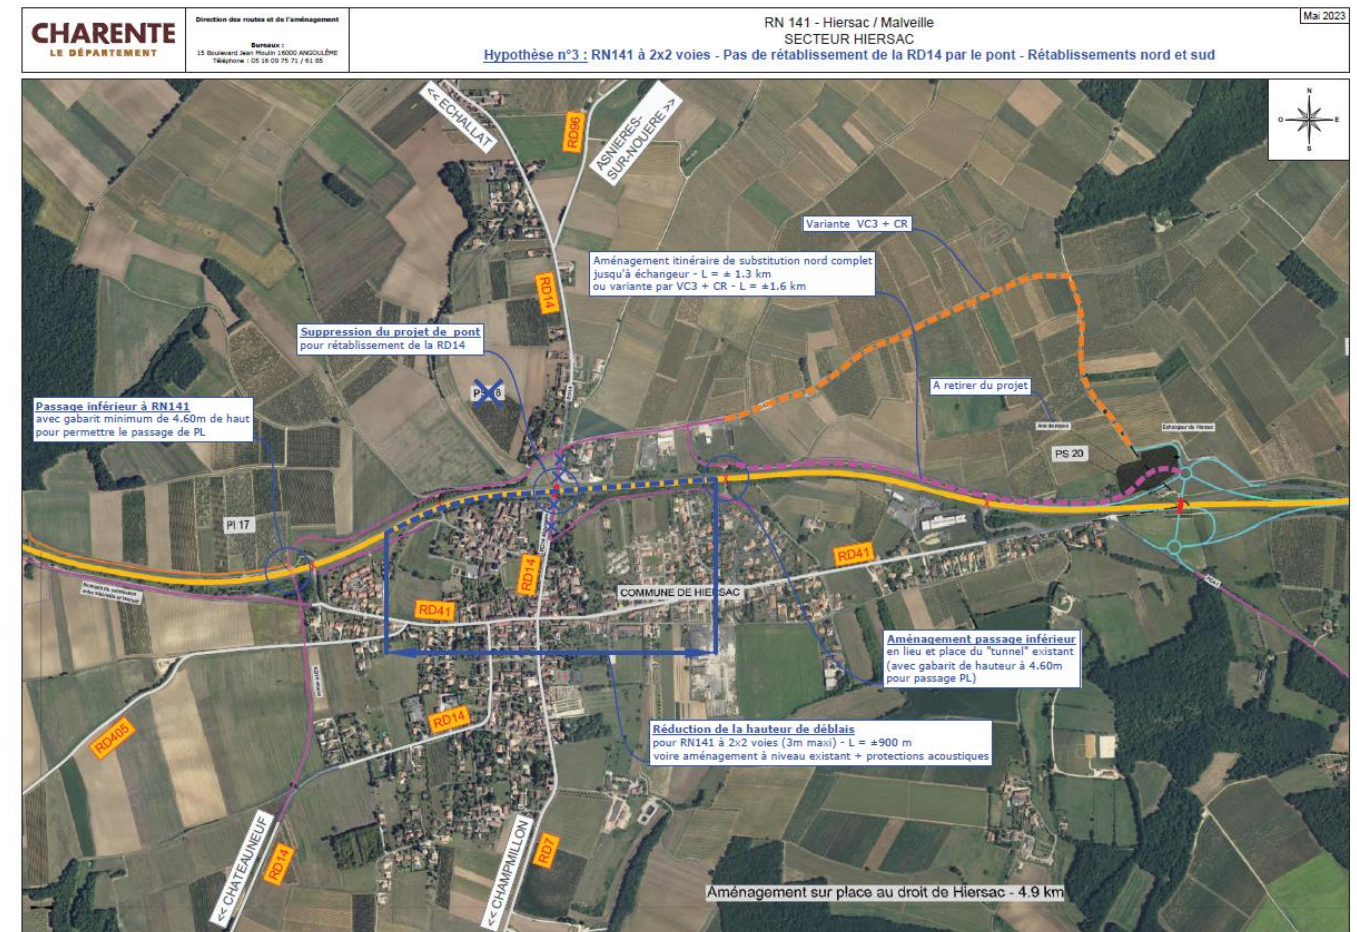 CHARENTE
LE DÉPARTEMENT
Direction des routes et de l'aménagement
Bureaux :
15 Boulevard Jean Moulin 16000 ANGOULÊME
Téléphone : 05 16 09 75 71 / 61 85
RN 141 - Hiersac / Malveille
SECTEUR HIERSAC
Hypothèse n°3 : RN141 à 2x2 voies - Pas de rétablissement de la RD14 par le pont - Rétablissements nord et sud
Mai 2023
N
O
E
S
<< ECHALLAT
RD96
ASNIERES-
SUR-NOUERE >>
Variante VC3 + CR
Aménagement itinéraire de substitution nord complet
jusqu'à échangeur - L = ± 1.3 km
ou variante par VC3 + CR - L = ±1.6 km
RD14
Suppression du projet de pont
pour rétablissement de la RD14
A retirer du projet
Passage inférieur à RN141
avec gabarit minimum de 4.60m de haut
pour permettre le passage de PL
Echangeur de Hiersac
PS 20
PI 17
RD14
RD41
COMMUNE DE HIERSAC
RD41
Aménagement passage inférieur
en lieu et place du "tunnel" existant
(avec gabarit de hauteur à 4.60m
pour passage PL)
RD14
RD405
Réduction de la hauteur de déblais
pour RN141 à 2x2 voies (3m maxi) - L = ±900 m
voire aménagement à niveau existant + protections acoustiques
<< CHATEAUNEUF
RD14
<< CHAMPMILLON
RD7
Aménagement sur place au droit de Hiersac - 4.9 km